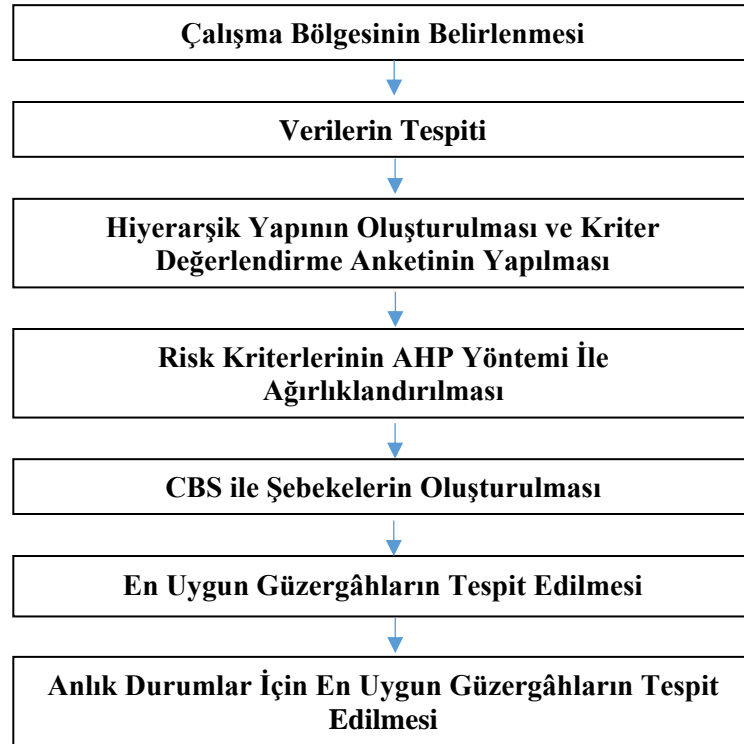 Çalışma Bölgesinin Belirlenmesi
Verilerin Tespiti
Hiyerarşik Yapının Oluşturulması ve Kriter
Değerlendirme Anketinin Yapılması
Risk Kriterlerinin AHP Yöntemi İle
Ağırlıklandırılması
CBS ile Şebekelerin Oluşturulması
En Uygun Güzergâhların Tespit Edilmesi
Anlık Durumlar İçin En Uygun Güzergâhların Tespit
Edilmesi